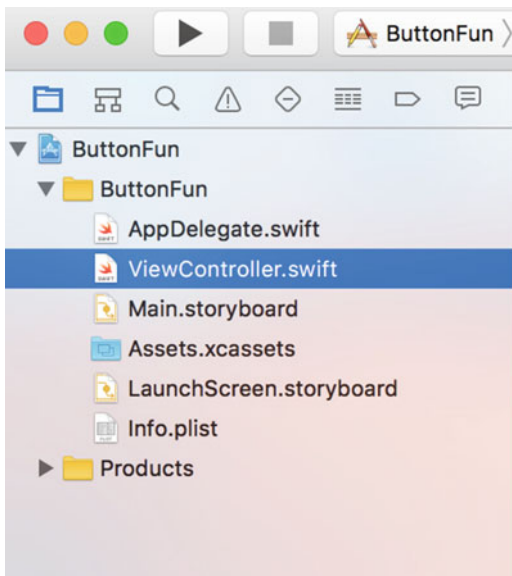 ButtonFun
ButtonFun
ButtonFun
AppDelegate.swift
ViewController.swift
Main.storyboard
Assets.xcassets
LaunchScreen.storyboard
Info.plist
Products